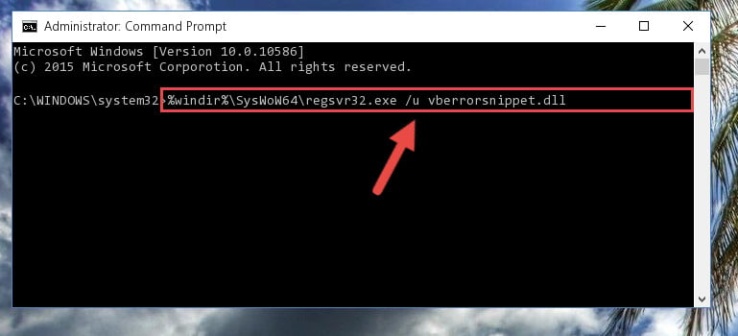 Administrator: Command Prompt
Microsoft Windows [Version 10.0.10586]
(c) 2015 Microsoft Corporotion. All rights reserved.
C:\WINDOWS\system32>%windir%\SysWoW64\regsvr32.exe /u vberrorsnippet.dll